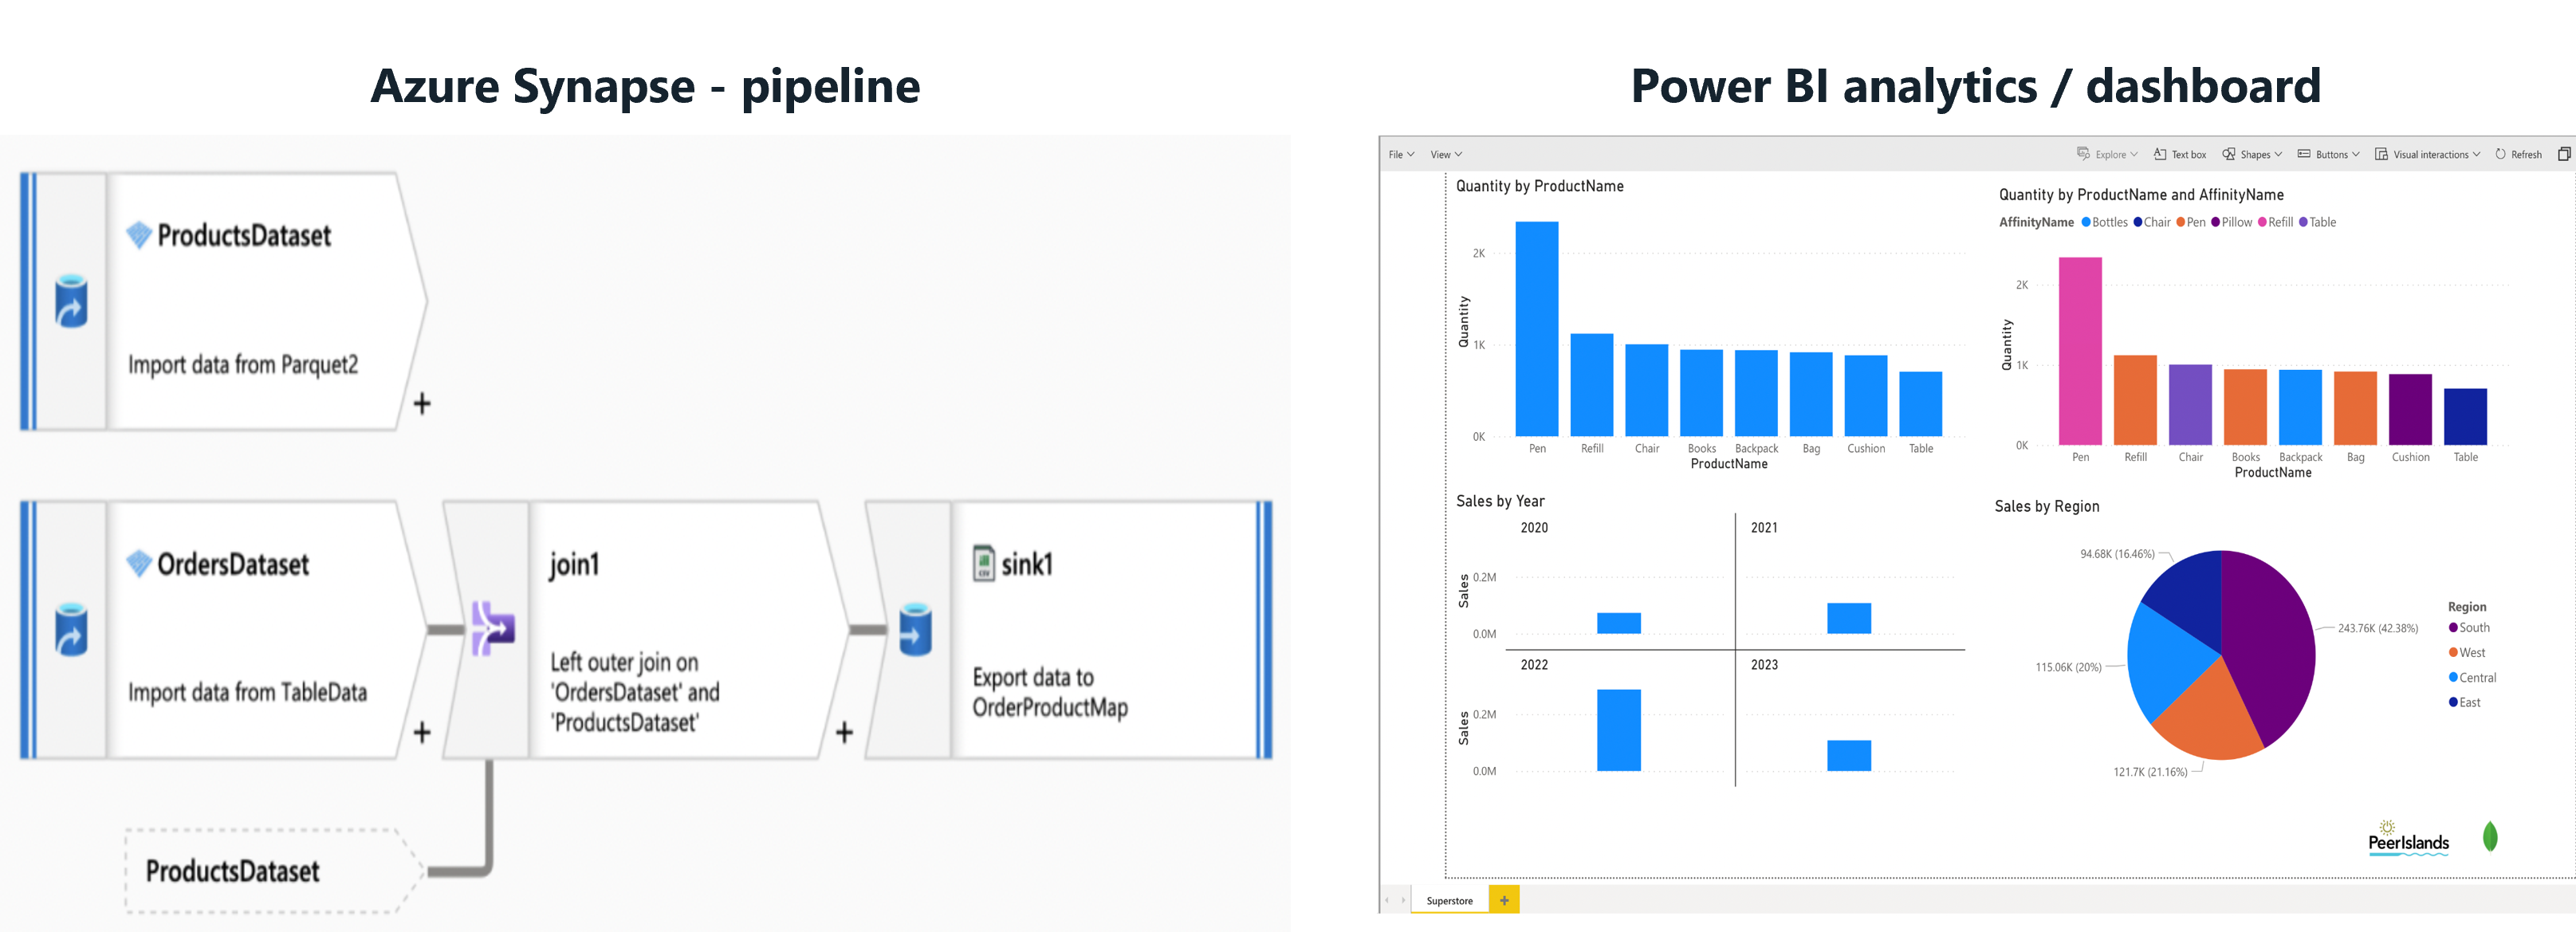 Azure Synapse - pipeline
ProductsDataset
Import data from Parquet2
+
OrdersDataset
Import data from TableData
+
join1
Left outer join on
'OrdersDataset' and
'ProductsDataset'
+
sink1
Export data to
OrderProductMap
ProductsDataset
Power BI analytics / dashboard
File View Explore Text box Shapes Buttons Visual interactions Refresh
Quantity by ProductName
Quantity
2K
1K
0K
Pen Refill Chair Books Backpack Bag Cushion Table
ProductName
Quantity by ProductName and AffinityName
AffinityName Bottles Chair Pen Pillow Refill Table
Quantity
2K
1K
0K
Pen Refill Chair Books Backpack Bag Cushion Table
ProductName
Sales by Year
2020 2021
Sales
0.2M
0.0M
2022 2023
Sales
0.2M
0.0M
Sales by Region
94.68K (16.46%)
243.76K (42.38%)
115.06K (20%)
121.7K (21.16%)
Region
South
West
Central
East
PeerIslands
Superstore +